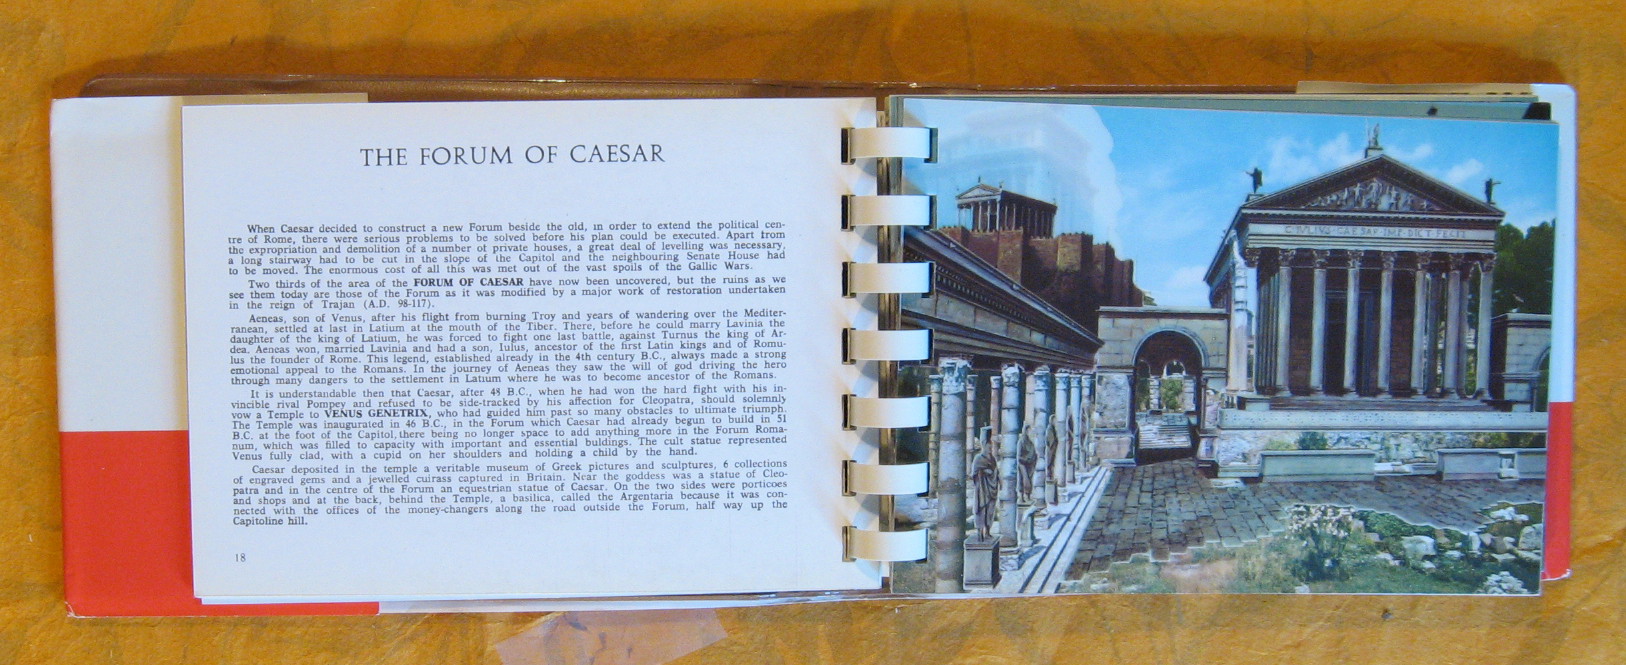 THE FORUM OF CAESAR
When Caesar decided to construct a new Forum beside the old, in order to extend the political cen-
tre of Rome, there were serious problems to be solved before his plan could be executed. Apart from
the expropriation and demolition of a number of private houses, a great deal of levelling was necessary,
a long stairway had to be cut in the slope of the Capitol and the neighbouring Senate House had
to be moved. The enormous cost of all this was met out of the vast spoils of the Gallic Wars.
Two thirds of the area of the FORUM OF CAESAR have now been uncovered, but the ruins as we
see them today are those of the Forum as it was modified by a major work of restoration undertaken
in the reign of Trajan (A.D. 98-117).
Aeneas, son of Venus, after his flight from burning Troy and years of wandering over the Mediter-
ranean, settled at last in Latium at the mouth of the Tiber. There, before he could marry Lavinia the
daughter of the king of Latium, he was forced to fight one last battle, against Turnus the king of Ar-
dea. Aeneas won, married Lavinia and had a son, Iulus, ancestor of the first Latin kings and of Romu-
lus the founder of Rome. This legend, established already in the 4th century B.C., always made a strong
emotional appeal to the Romans. In the journey of Aeneas they saw the will of god driving the hero
through many dangers to the settlement in Latium where he was to become ancestor of the Romans.
It is understandable then that Caesar, after 48 B.C., when he had won the hard fight with his in-
vincible rival Pompey and refused to be side-tracked by his affection for Cleopatra, should solemnly
vow a Temple to VENUS GENETRIX, who had guided him past so many obstacles to ultimate triumph.
The Temple was inaugurated in 46 B.C., in the Forum which Caesar had already begun to build in 51
B.C. at the foot of the Capitol, there being no longer space to add anything more in the Forum Roma-
num, which was filled to capacity with important and essential buldings. The cult statue represented
Venus fully clad, with a cupid on her shoulders and holding a child by the hand.
Caesar deposited in the temple a veritable museum of Greek pictures and sculptures, 6 collections
of engraved gems and a jewelled cuirass captured in Britain. Near the goddess was a statue of Cleo-
patra and in the centre of the Forum an equestrian statue of Caesar. On the two sides were porticoes
and shops and at the back, behind the Temple, a basilica, called the Argentaria because it was con-
nected with the offices of the money-changers along the road outside the Forum, half way up the
Capitoline hill.
18
C·IVLIVS·CAESAR·IMP·DICT·FECIT